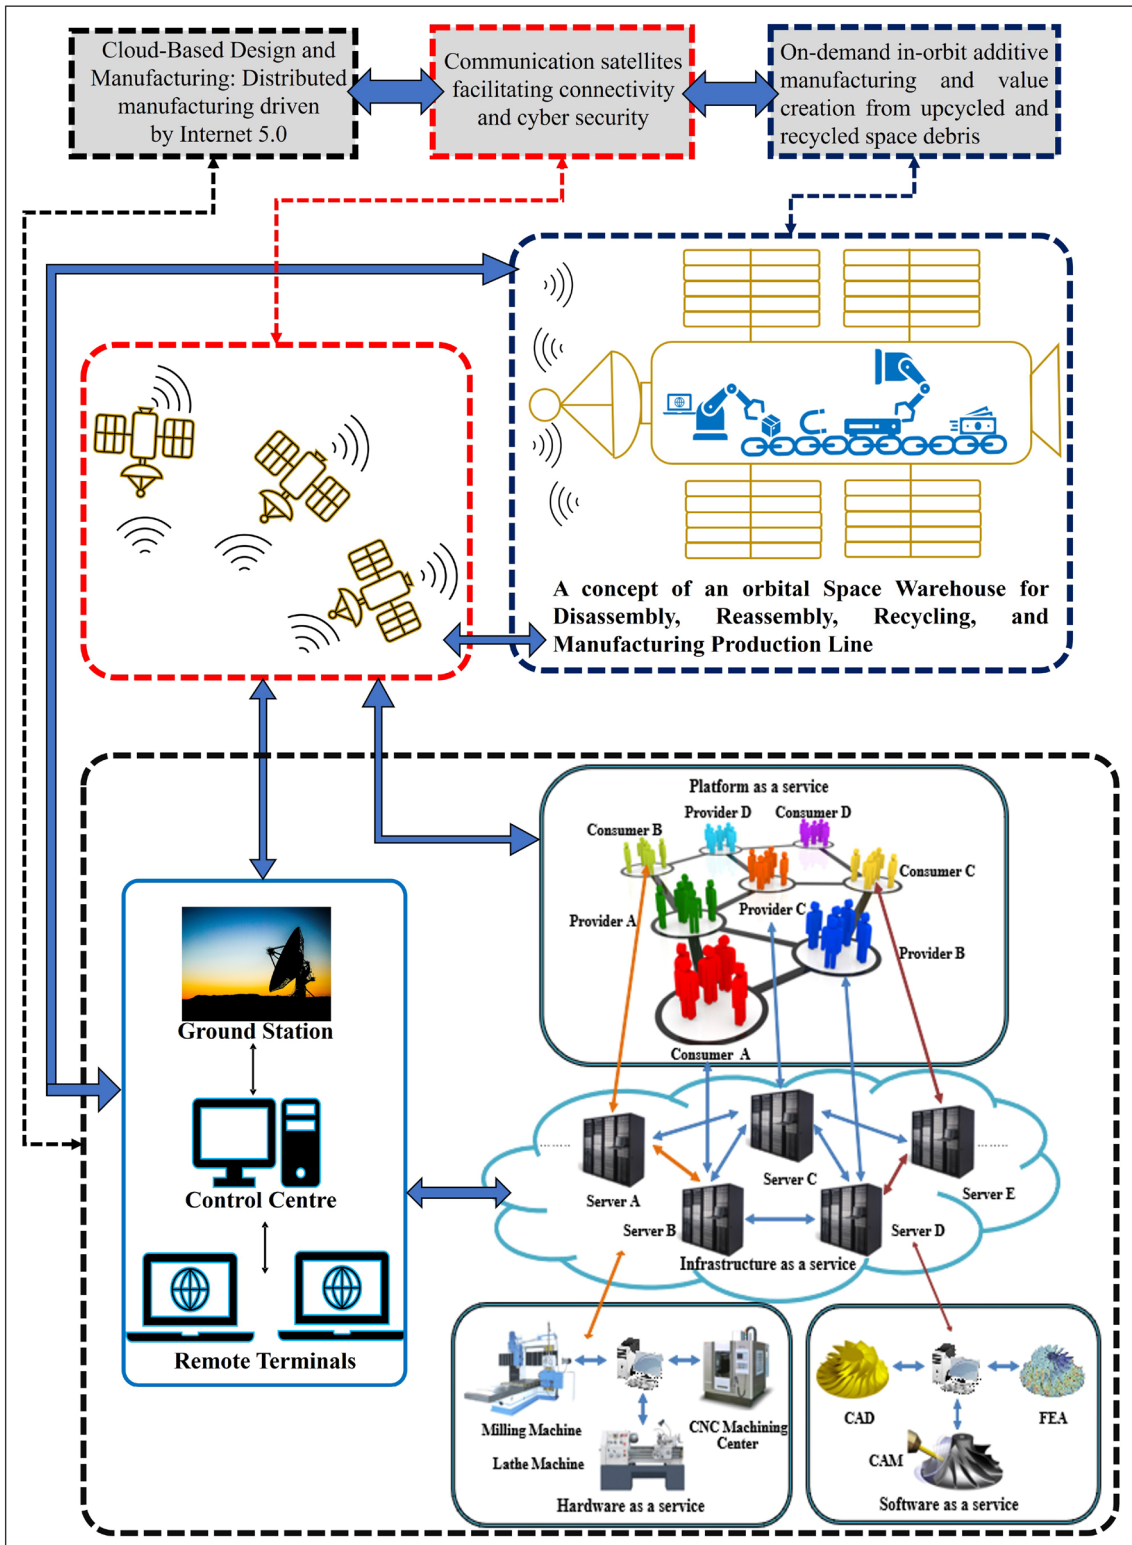 Cloud-Based Design and
Manufacturing: Distributed
manufacturing driven
by Internet 5.0
Communication satellites
facilitating connectivity
and cyber security
On-demand in-orbit additive
manufacturing and value
creation from upcycled and
recycled space debris
A concept of an orbital Space Warehouse for
Disassembly, Reassembly, Recycling, and
Manufacturing Production Line
Platform as a service
Provider D
Consumer D
Consumer B
Consumer C
Provider A
Provider C
Provider B
Consumer A
Ground Station
Control Centre
Remote Terminals
........
........
Server A
Server C
Server E
Server B
Server D
Infrastructure as a service
Milling Machine
CNC Machining
Center
Lathe Machine
Hardware as a service
CAD
FEA
CAM
Software as a service